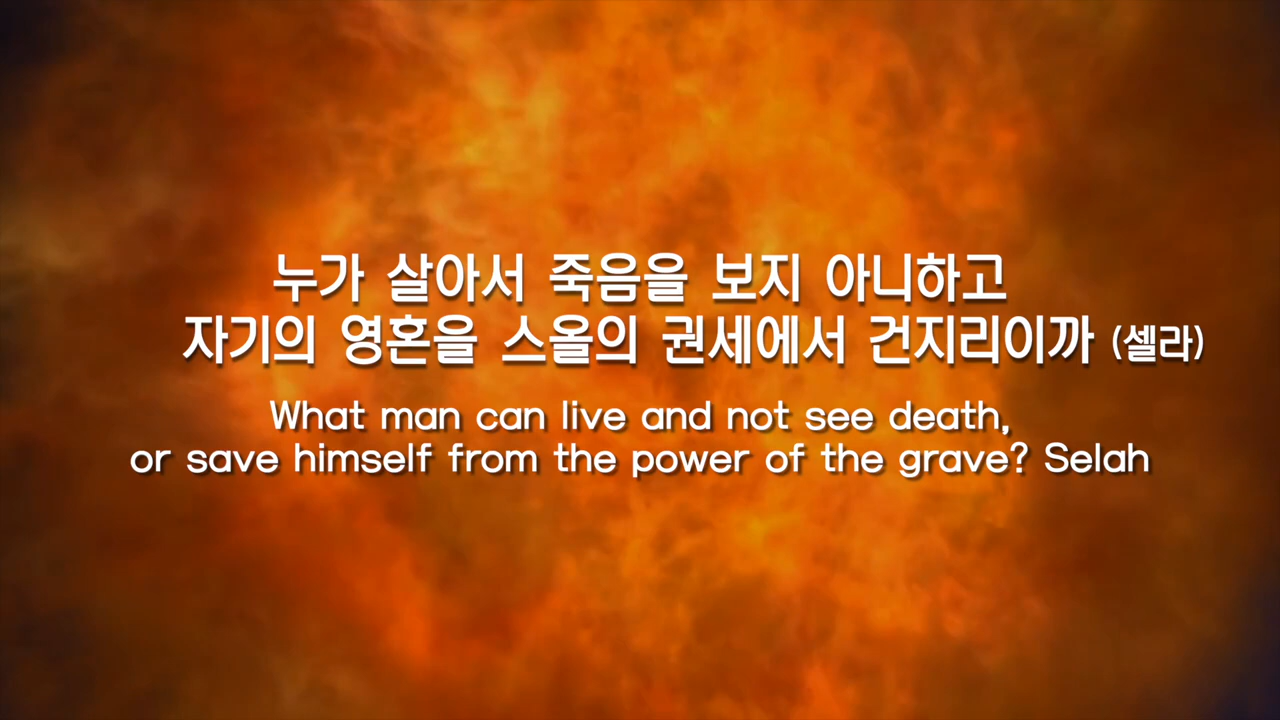 누가 살아서 죽음을 보지 아니하고
자기의 영혼을 스올의 권세에서 건지리이까 (셀라)
What man can live and not see death,
or save himself from the power of the grave? Selah